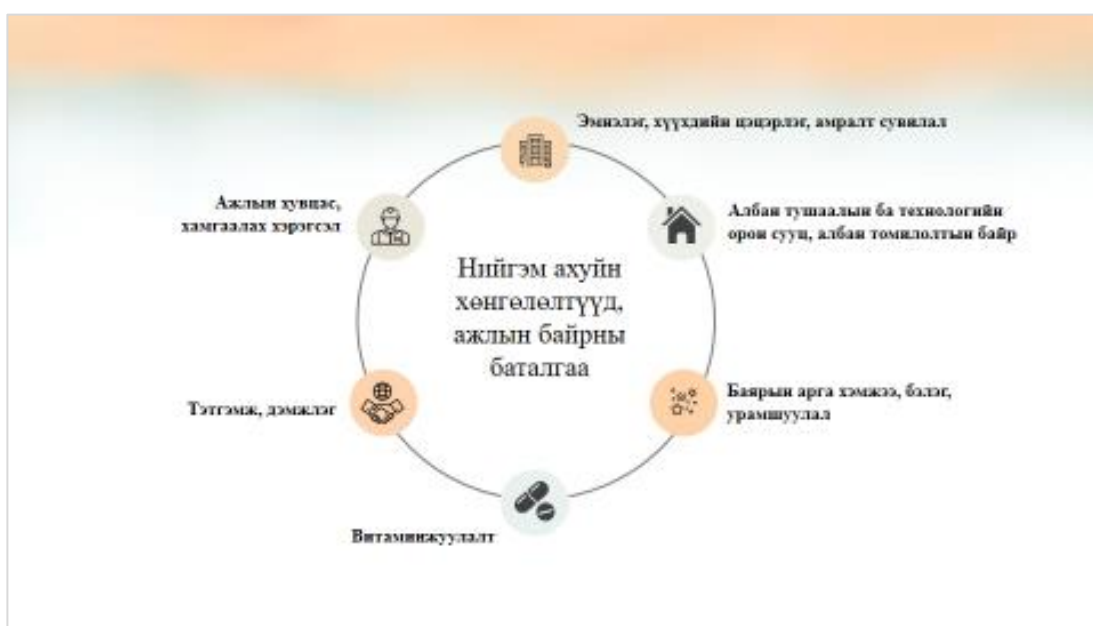 Эмнэлэг, хүүхдийн цэцэрлэг, амралт сувилал
Ажлын хувцас,
хамгаалах хэрэгсэл
Албан тушаалын ба технологийн
орон сууц, албан томилолтын байр
Нийгэм ахуйн
хөнгөлөлтүүд,
ажлын байрны
баталгаа
Тэтгэмж, дэмжлэг
Баярын арга хэмжээ, бэлэг,
урамшуулал
Витаминжуулалт